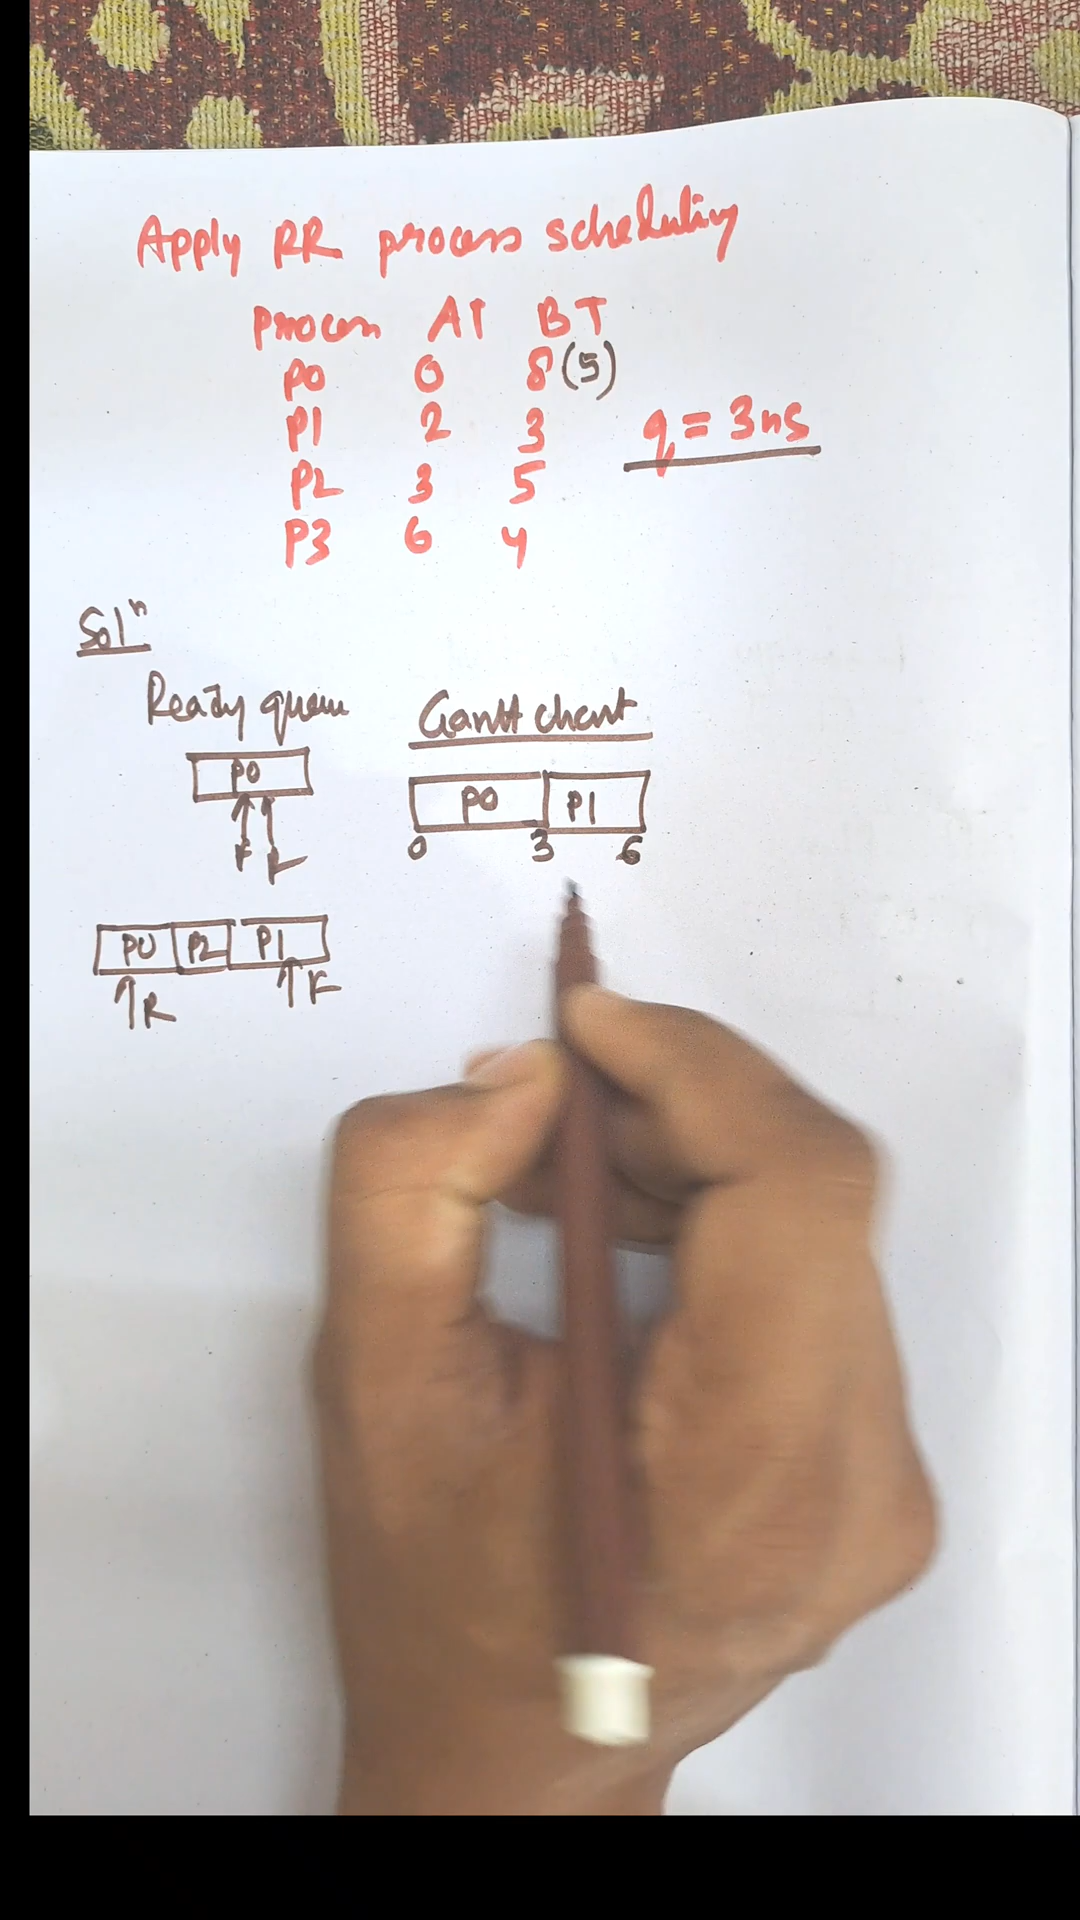 Apply RR process scheduling
Process AT BT
P0 0 8 (5)
P1 2 3 q = 3ns
P2 3 5
P3 6 4
Solⁿ
Ready queue Gantt chart
P0 P0 P1
F R 0 3 6
P0 P2 P1
R F